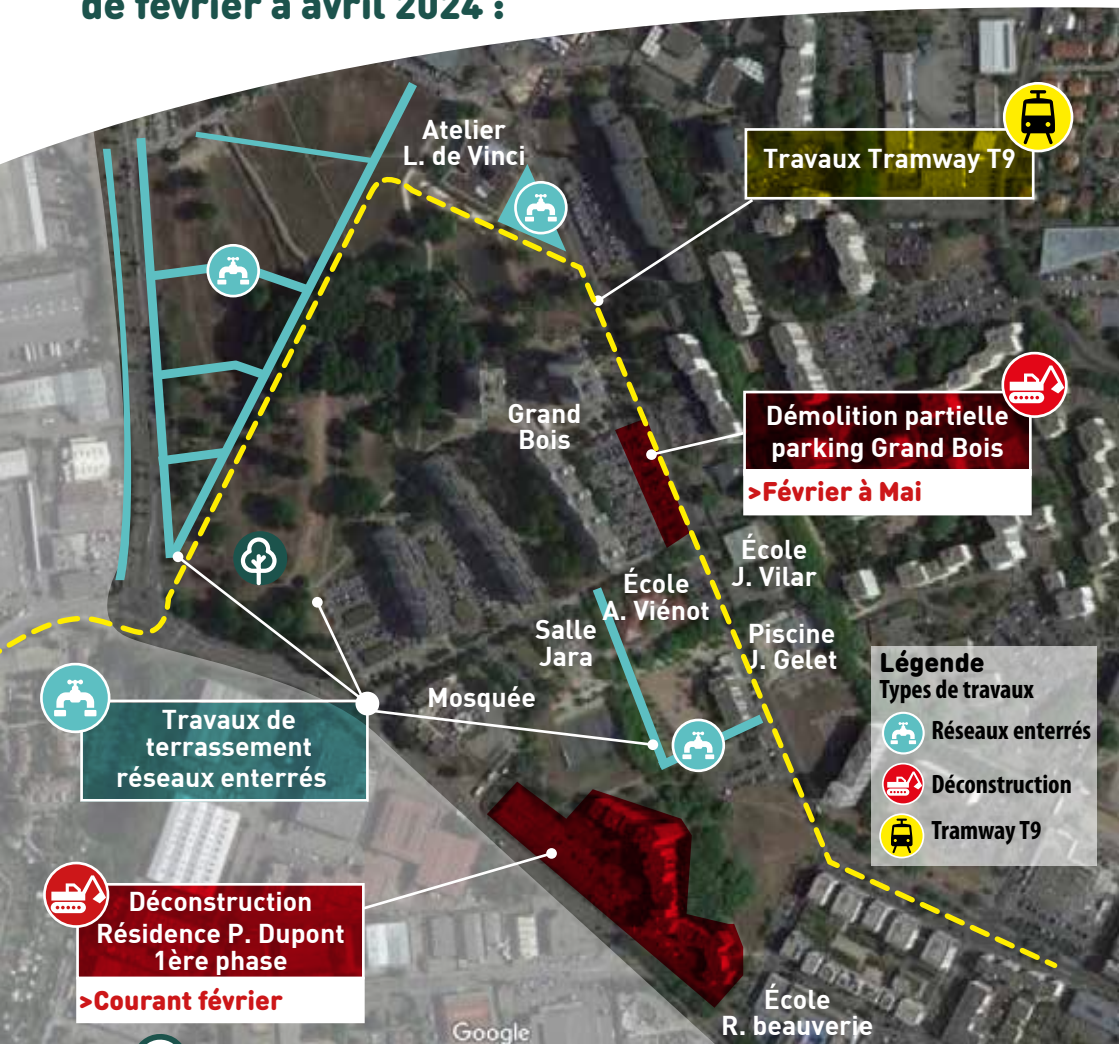 de février à avril 2024 :
Atelier
L. de Vinci
Travaux Tramway T9
Grand
Bois
Démolition partielle
parking Grand Bois
>Février à Mai
École
J. Vilar
École
A. Viénot
Salle
Jara
Piscine
J. Gelet
Mosquée
Légende
Types de travaux
Réseaux enterrés
Déconstruction
Tramway T9
Travaux de
terrassement
réseaux enterrés
Déconstruction
Résidence P. Dupont
1ère phase
>Courant février
École
R. beauverie
Google